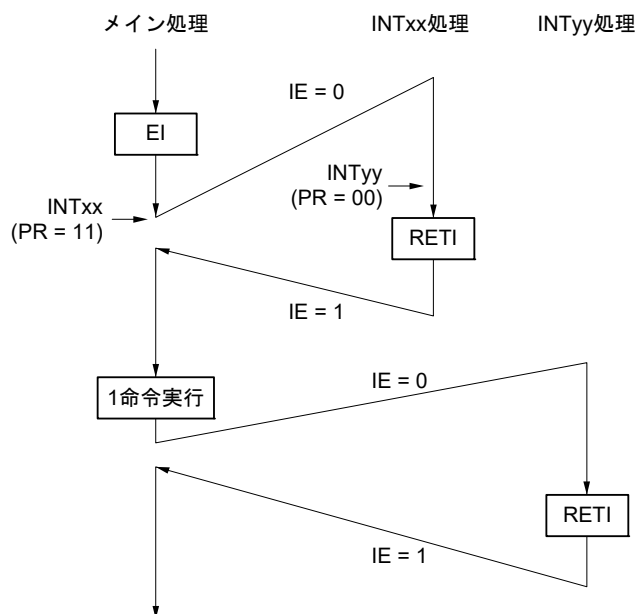 メイン処理
INTxx処理
INTyy処理
IE = 0
EI
INTxx
(PR = 11)
INTyy
(PR = 00)
RETI
IE = 1
1命令実行
IE = 0
RETI
IE = 1